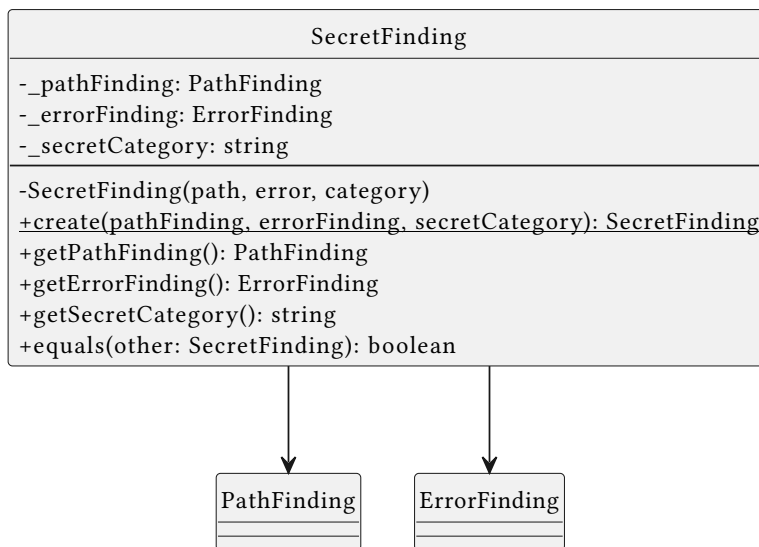 SecretFinding
-_pathFinding: PathFinding
-_errorFinding: ErrorFinding
-_secretCategory: string
-SecretFinding(path, error, category)
+create(pathFinding, errorFinding, secretCategory): SecretFinding
+getPathFinding(): PathFinding
+getErrorFinding(): ErrorFinding
+getSecretCategory(): string
+equals(other: SecretFinding): boolean
PathFinding
ErrorFinding